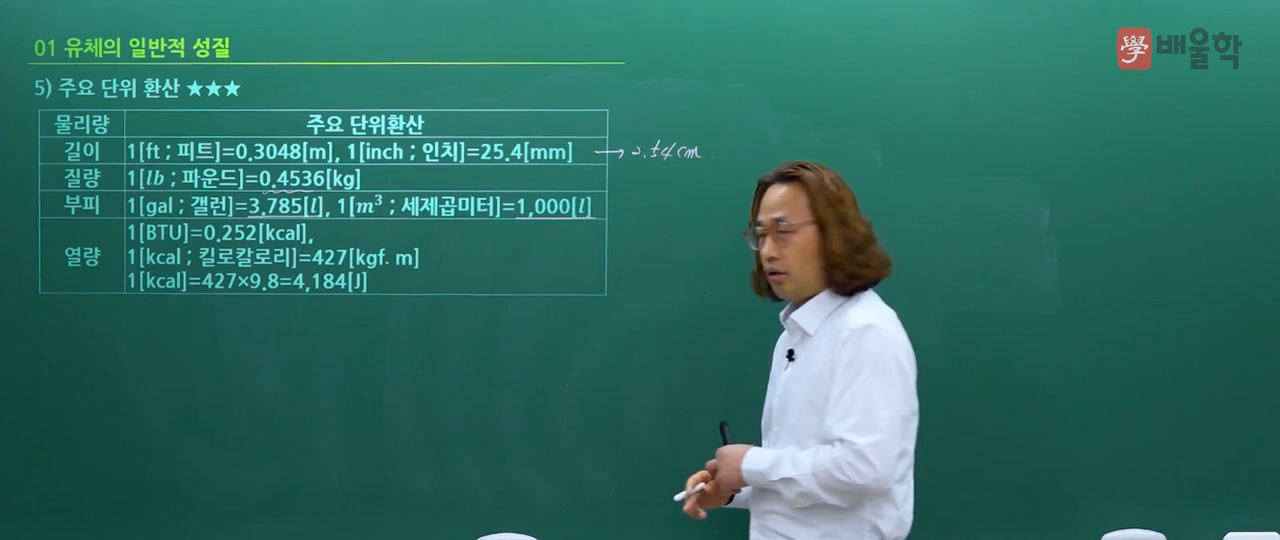 01 유체의 일반적 성질
學 배울학
5) 주요 단위 환산 ★★★
물리량 주요 단위환산
길이 1[ft ; 피트]=0.3048[m], 1[inch ; 인치]=25.4[mm] → 2.54cm
질량 1[lb ; 파운드]=0.4536[kg]
부피 1[gal ; 갤런]=3.785[l], 1[m³ ; 세제곱미터]=1,000[l]
열량 1[BTU]=0.252[kcal],
1[kcal ; 킬로칼로리]=427[kgf. m]
1[kcal]=427×9.8=4,184[J]